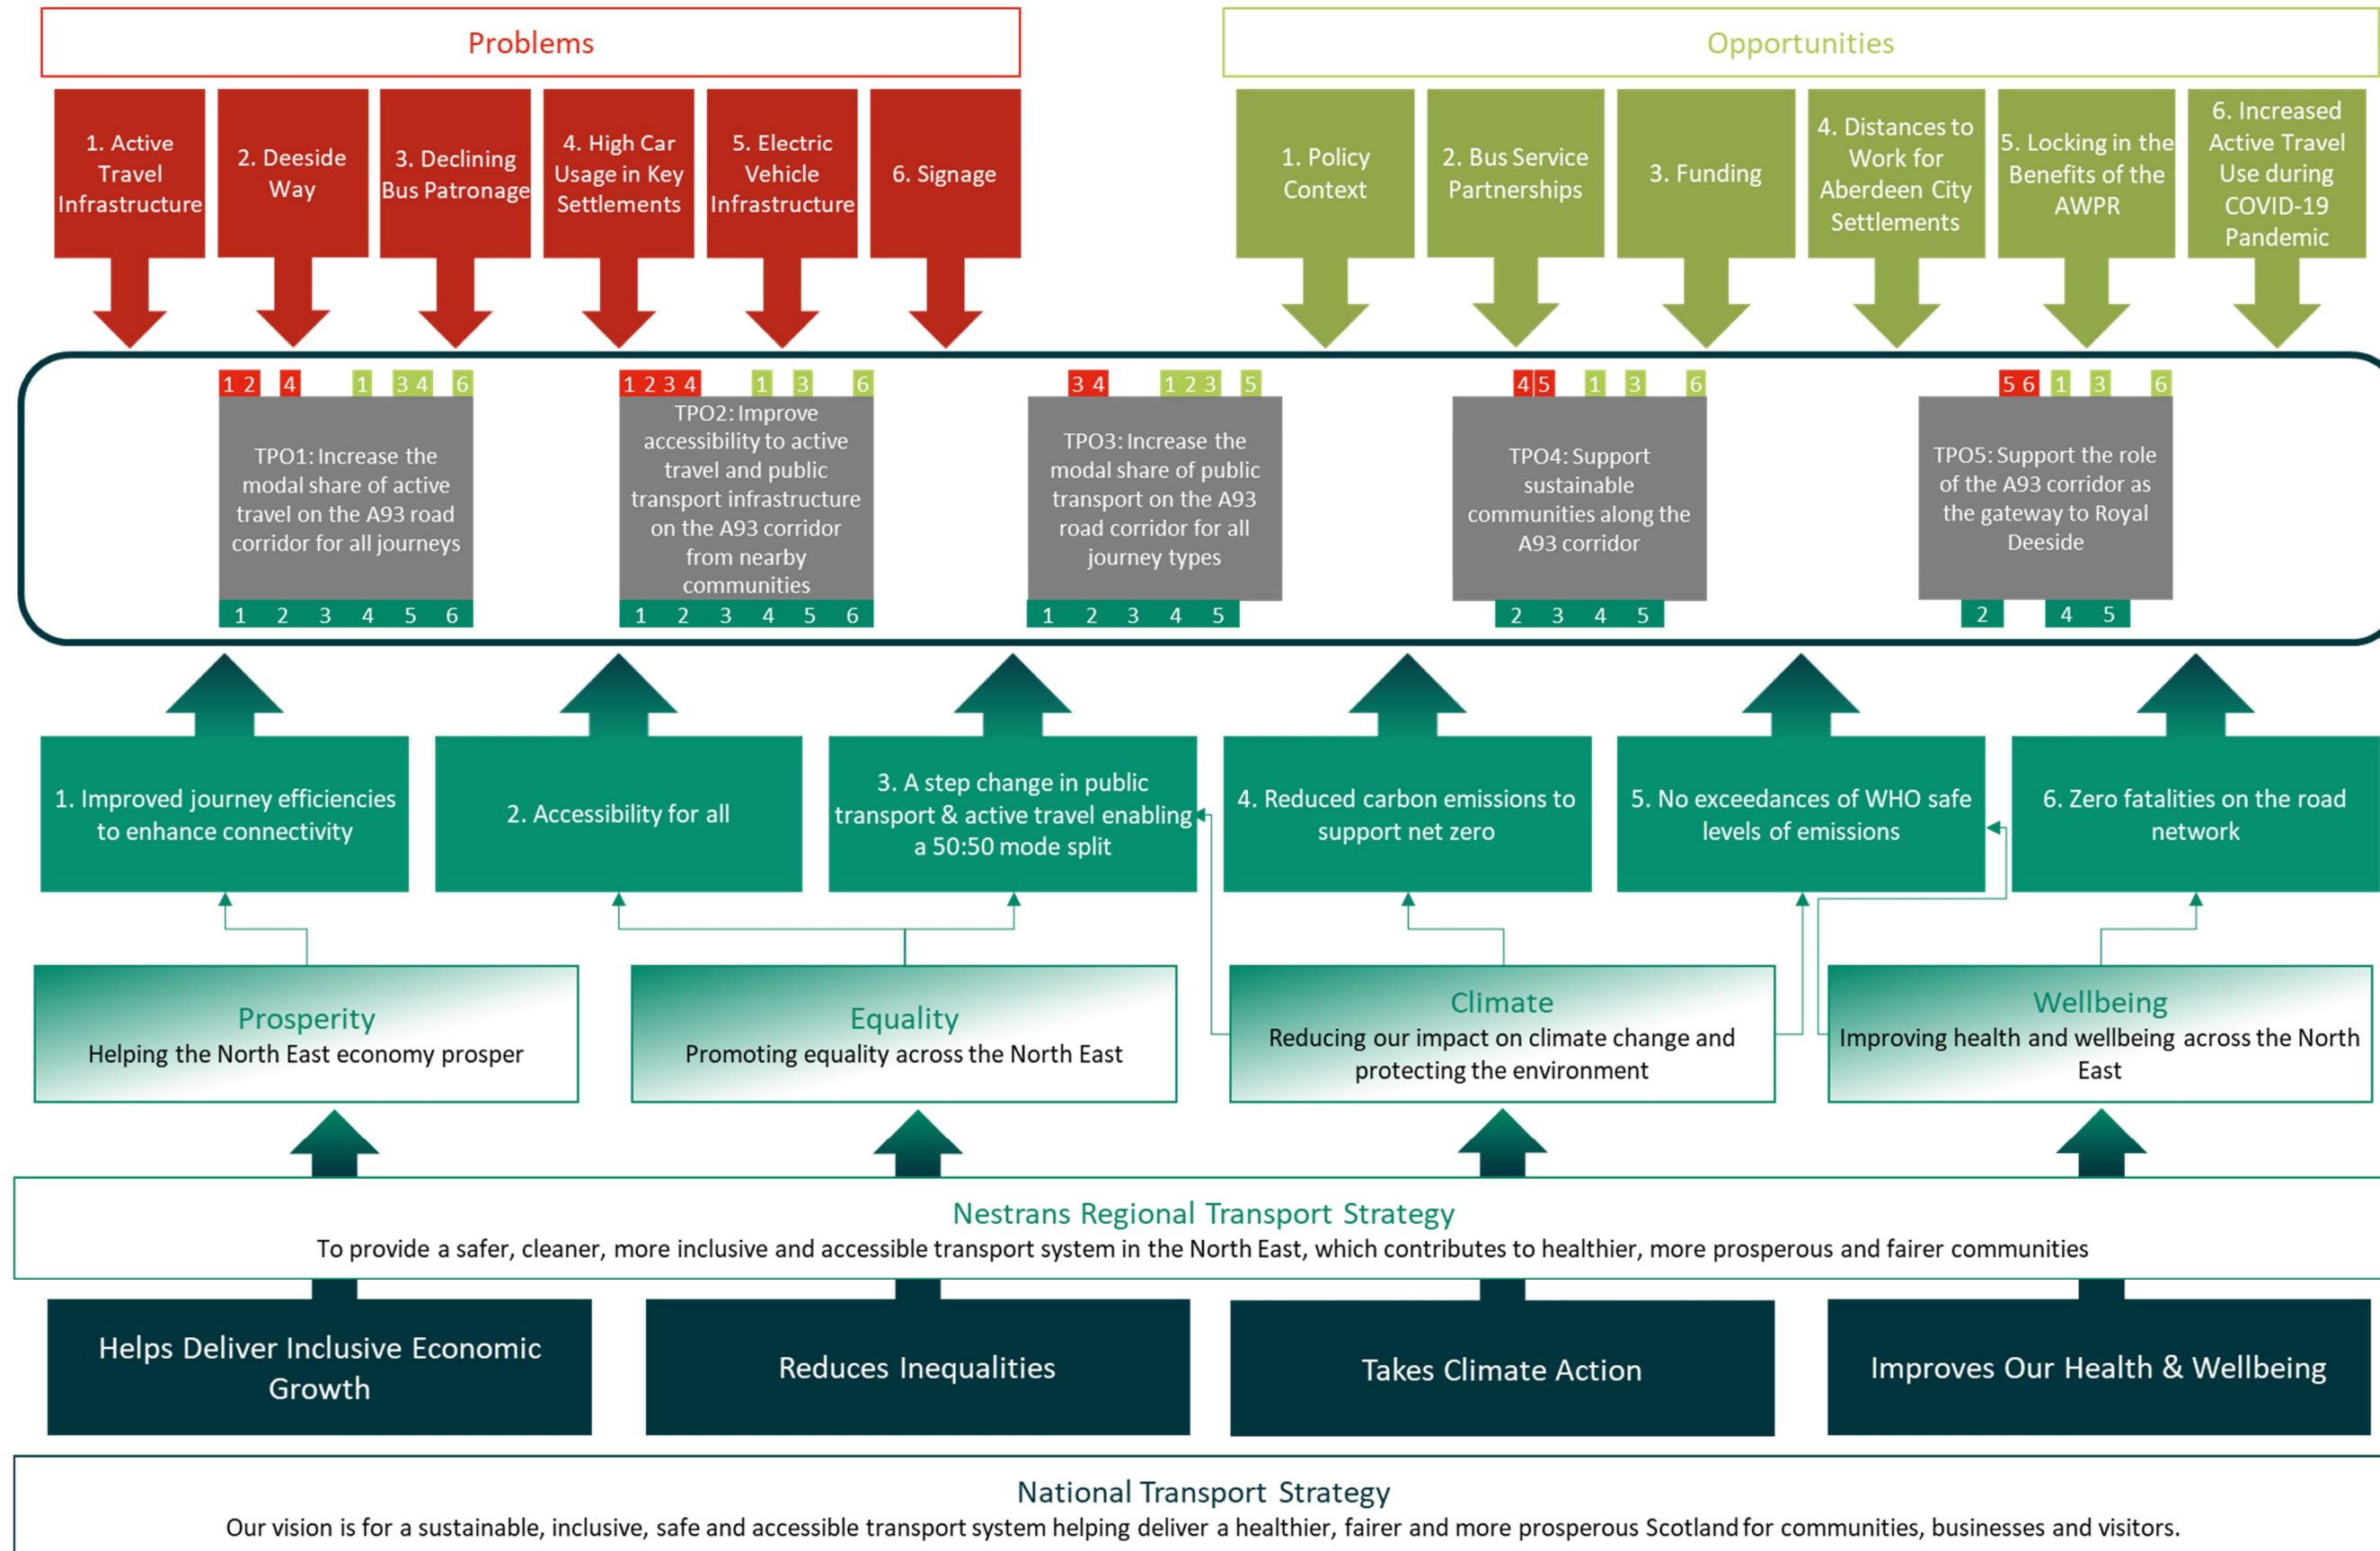 Problems
Opportunities
1. Active
Travel
Infrastructure
2. Deeside
Way
3. Declining
Bus Patronage
4. High Car
Usage in Key
Settlements
5. Electric
Vehicle
Infrastructure
6. Signage
1. Policy
Context
2. Bus Service
Partnerships
3. Funding
4. Distances to
Work for
Aberdeen City
Settlements
5. Locking in the
Benefits of the
AWPR
6. Increased
Active Travel
Use during
COVID-19
Pandemic
1 2 4 1 3 4 6
TPO1: Increase the
modal share of active
travel on the A93 road
corridor for all journeys
1 2 3 4 5 6
1 2 3 4 1 3 6
TPO2: Improve
accessibility to active
travel and public
transport infrastructure
on the A93 corridor
from nearby
communities
1 2 3 4 5 6
3 4 1 2 3 5
TPO3: Increase the
modal share of public
transport on the A93
road corridor for all
journey types
1 2 3 4 5
4 5 1 3 6
TPO4: Support
sustainable
communities along the
A93 corridor
2 3 4 5
5 6 1 3 6
TPO5: Support the role
of the A93 corridor as
the gateway to Royal
Deeside
2 4 5
1. Improved journey efficiencies
to enhance connectivity
2. Accessibility for all
3. A step change in public
transport & active travel enabling
a 50:50 mode split
4. Reduced carbon emissions to
support net zero
5. No exceedances of WHO safe
levels of emissions
6. Zero fatalities on the road
network
Prosperity
Helping the North East economy prosper
Equality
Promoting equality across the North East
Climate
Reducing our impact on climate change and
protecting the environment
Wellbeing
Improving health and wellbeing across the North
East
Nestrans Regional Transport Strategy
To provide a safer, cleaner, more inclusive and accessible transport system in the North East, which contributes to healthier, more prosperous and fairer communities
Helps Deliver Inclusive Economic
Growth
Reduces Inequalities
Takes Climate Action
Improves Our Health & Wellbeing
National Transport Strategy
Our vision is for a sustainable, inclusive, safe and accessible transport system helping deliver a healthier, fairer and more prosperous Scotland for communities, businesses and visitors.